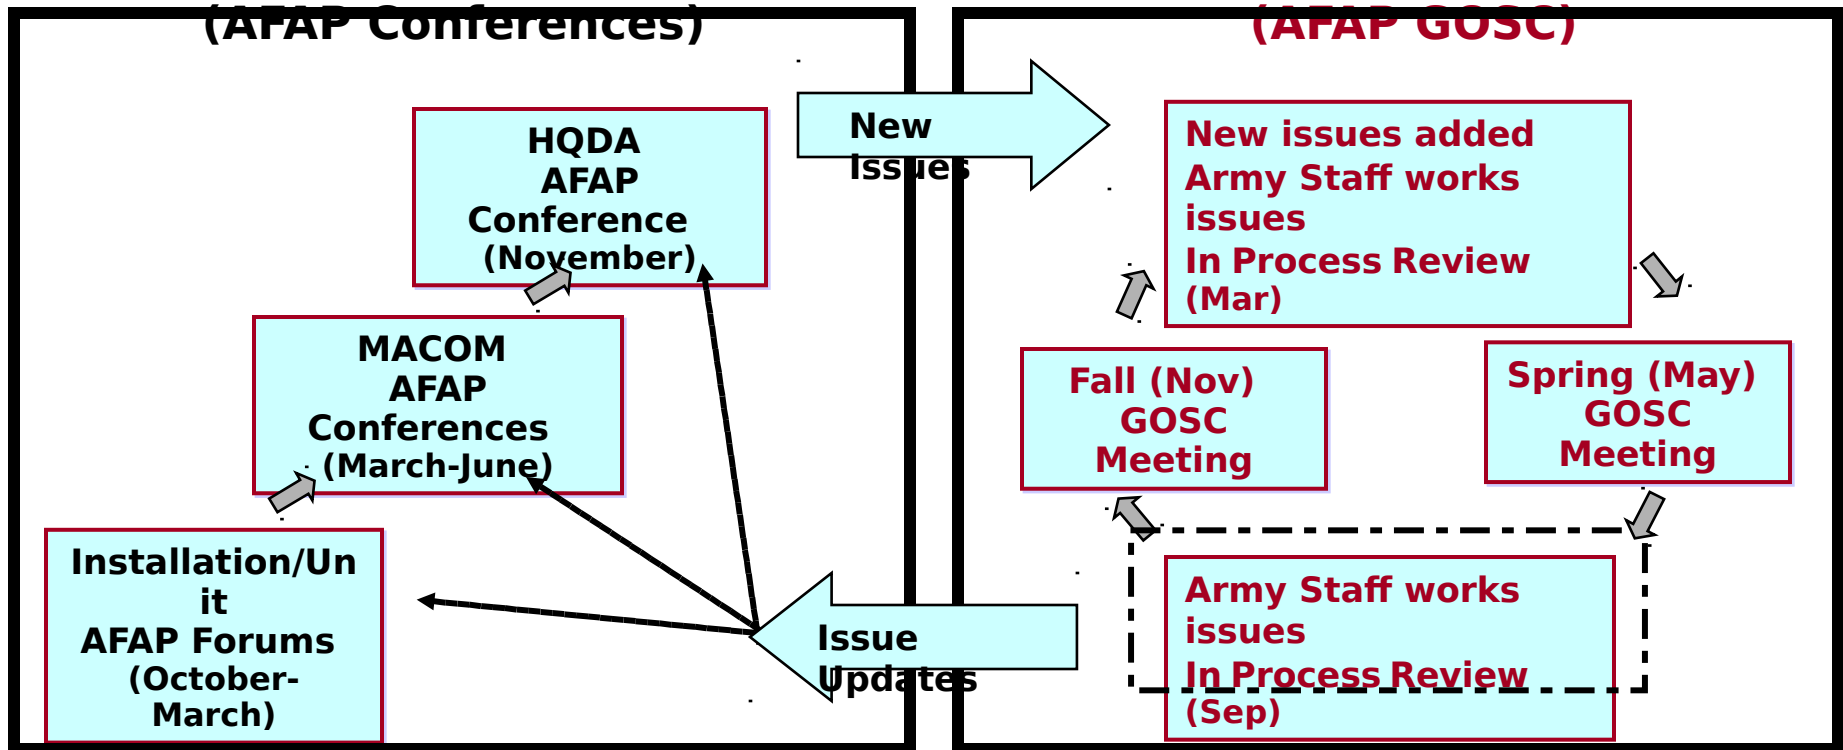 (AFAP Conferences)
HQDA
AFAP
Conference
(November)
MACOM
AFAP
Conferences
(March-June)
Installation/Un
it
AFAP Forums
(October-
March)
New
Issues
Issue
Updates
(AFAP GOSC)
New issues added
Army Staff works
issues
In Process Review
(Mar)
Fall (Nov)
GOSC
Meeting
Spring (May)
GOSC
Meeting
Army Staff works
issues
In Process Review
(Sep)